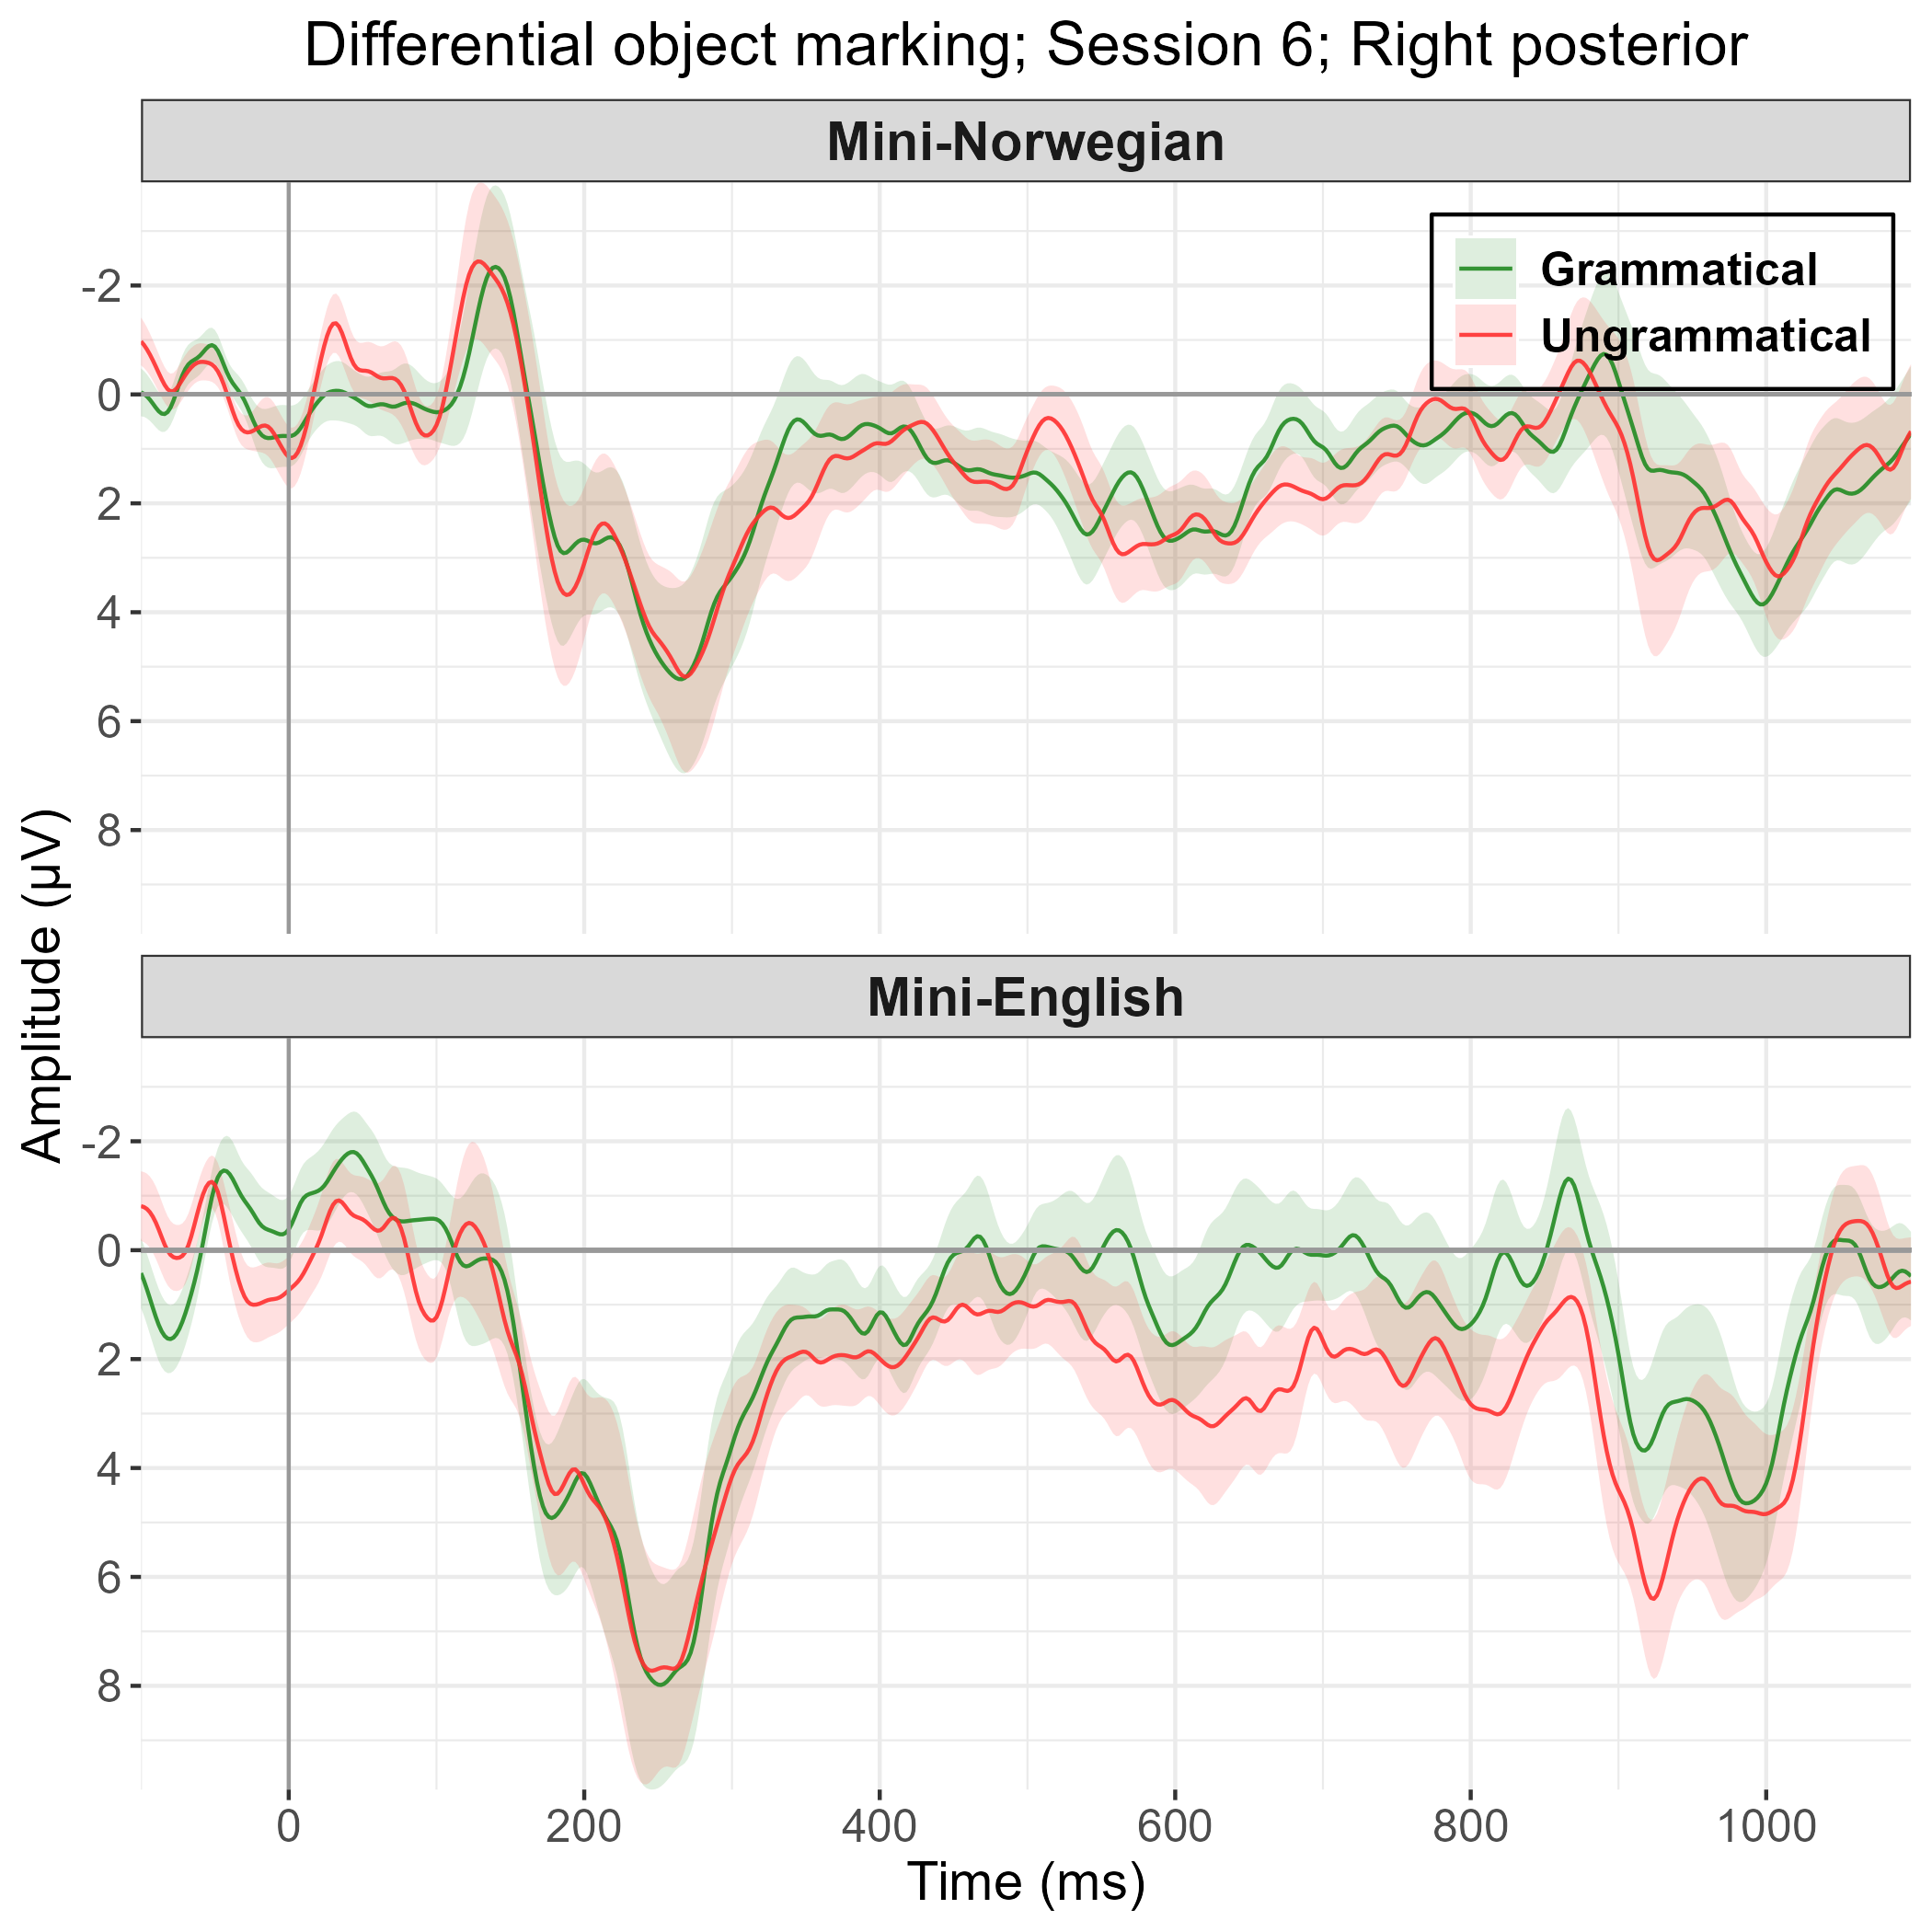 Differential object marking; Session 6; Right posterior
Mini-Norwegian
Grammatical
Ungrammatical
-2
0
2
4
6
8
Mini-English
-2
0
2
4
6
8
Amplitude (µV)
0 200 400 600 800 1000
Time (ms)